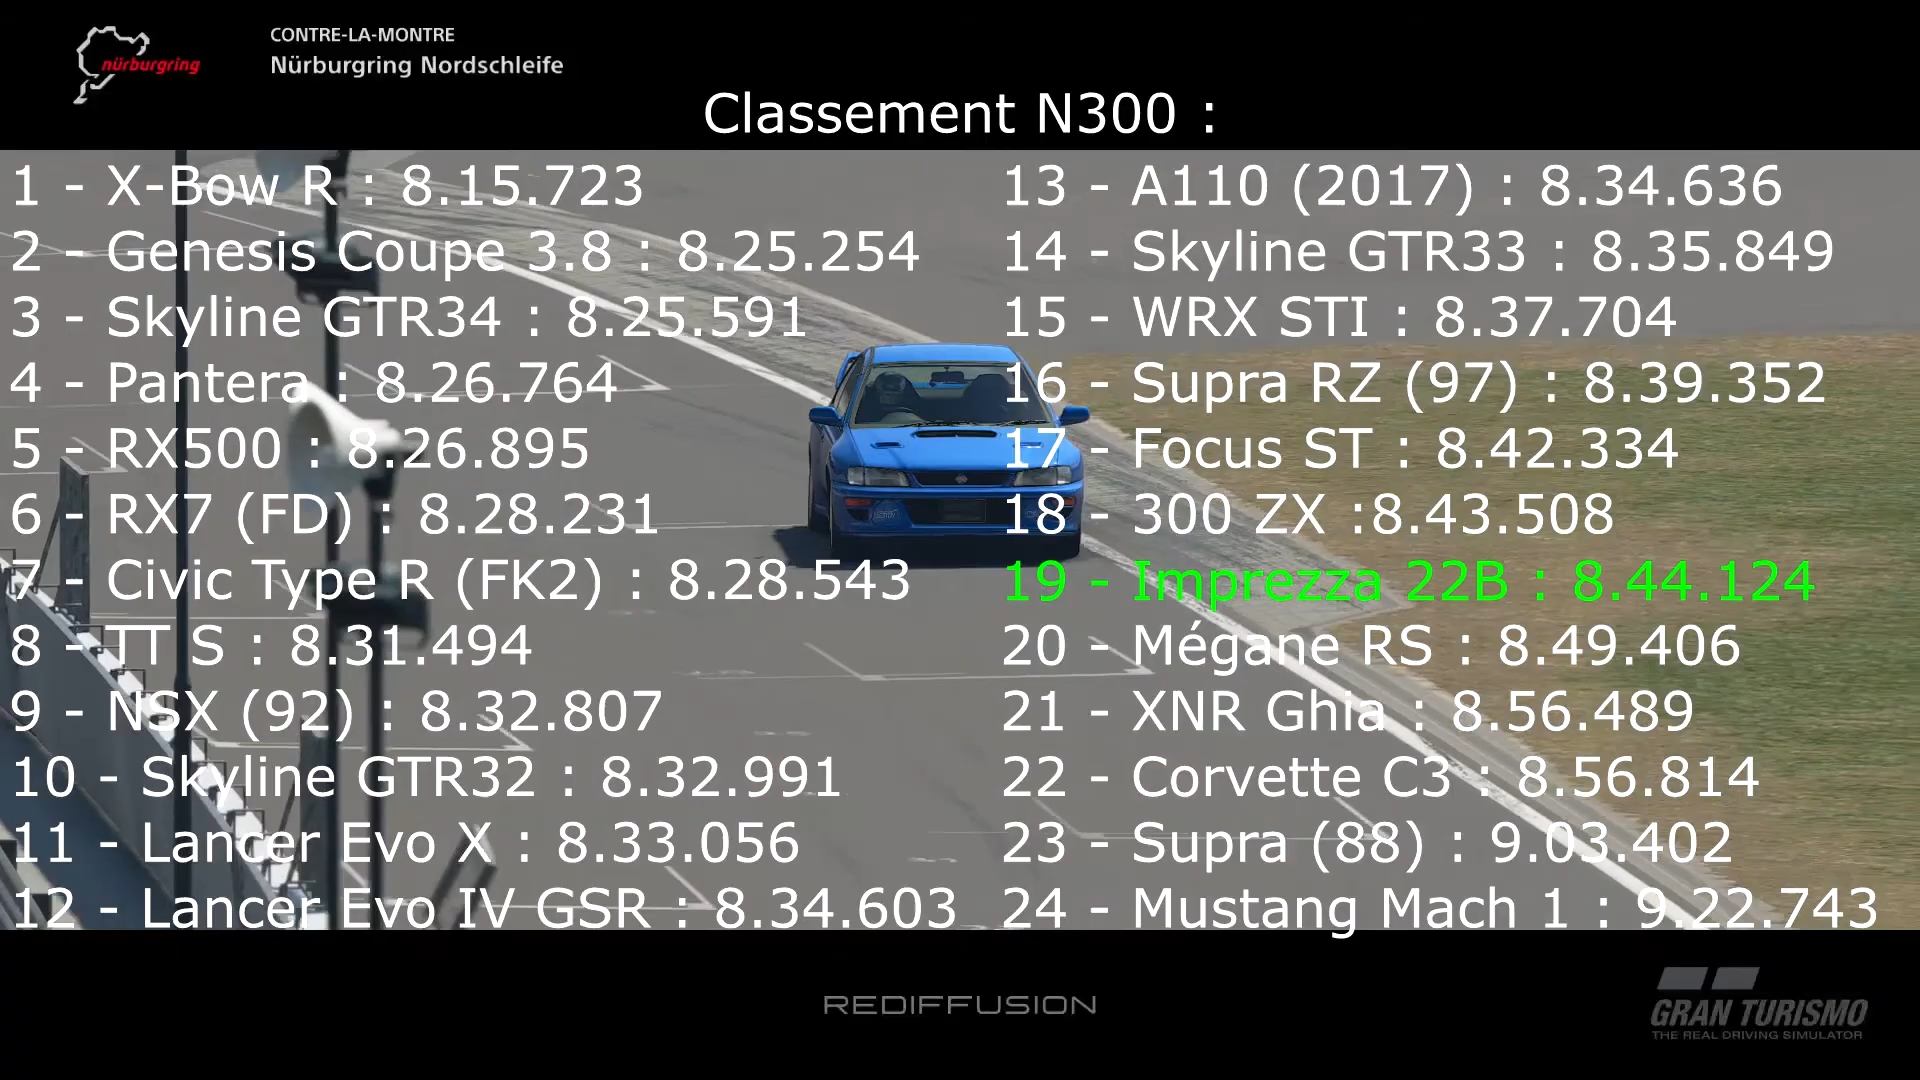 nürburgring
CONTRE-LA-MONTRE
Nürburgring Nordschleife
Classement N300 :
1 - X-Bow R : 8.15.723
2 - Genesis Coupe 3.8 : 8.25.254
3 - Skyline GTR34 : 8.25.591
4 - Pantera : 8.26.764
5 - RX500 : 8.26.895
6 - RX7 (FD) : 8.28.231
7 - Civic Type R (FK2) : 8.28.543
8 - TT S : 8.31.494
9 - NSX (92) : 8.32.807
10 - Skyline GTR32 : 8.32.991
11 - Lancer Evo X : 8.33.056
12 - Lancer Evo IV GSR : 8.34.603
13 - A110 (2017) : 8.34.636
14 - Skyline GTR33 : 8.35.849
15 - WRX STI : 8.37.704
16 - Supra RZ (97) : 8.39.352
17 - Focus ST : 8.42.334
18 - 300 ZX :8.43.508
19 - Imprezza 22B : 8.44.124
20 - Mégane RS : 8.49.406
21 - XNR Ghia : 8.56.489
22 - Corvette C3 : 8.56.814
23 - Supra (88) : 9.03.402
24 - Mustang Mach 1 : 9.22.743
REDIFFUSION
GRAN TURISMO
THE REAL DRIVING SIMULATOR